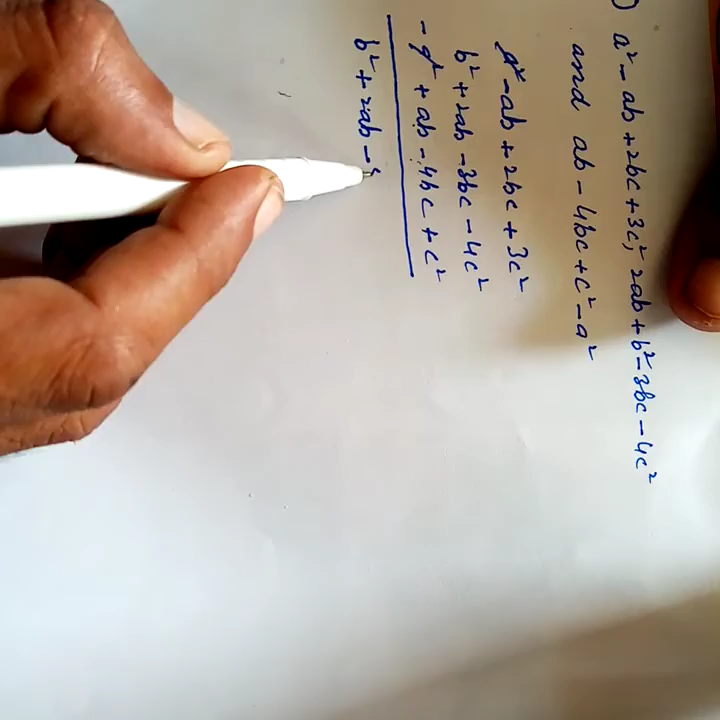 ) a² - ab + 2bc + 3c², 2ab + b² - 3bc - 4c²
and ab - 4bc + c² - a²
a² - ab + 2bc + 3c²
b² + 2ab - 3bc - 4c²
- a² + ab - 4bc + c²
b² + 2ab -